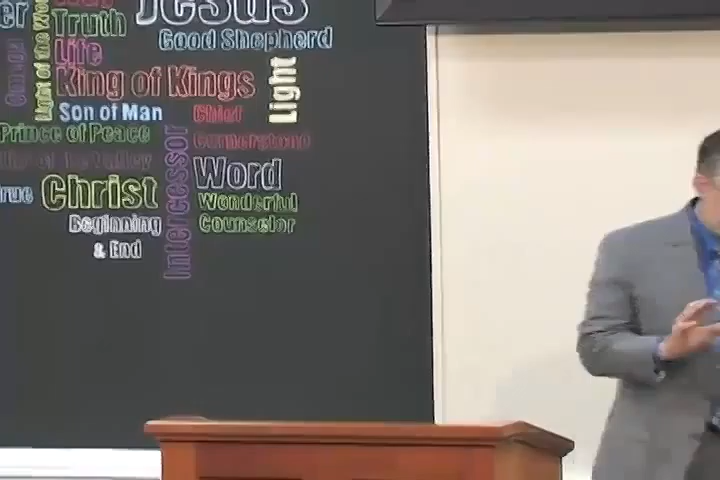 Jesus
Truth
Good Shepherd
Life
King of Kings
Light
Son of Man
Chief
Cornerstone
Prince of Peace
Intercessor
Word
Christ
Wonderful
Counselor
Beginning
& End